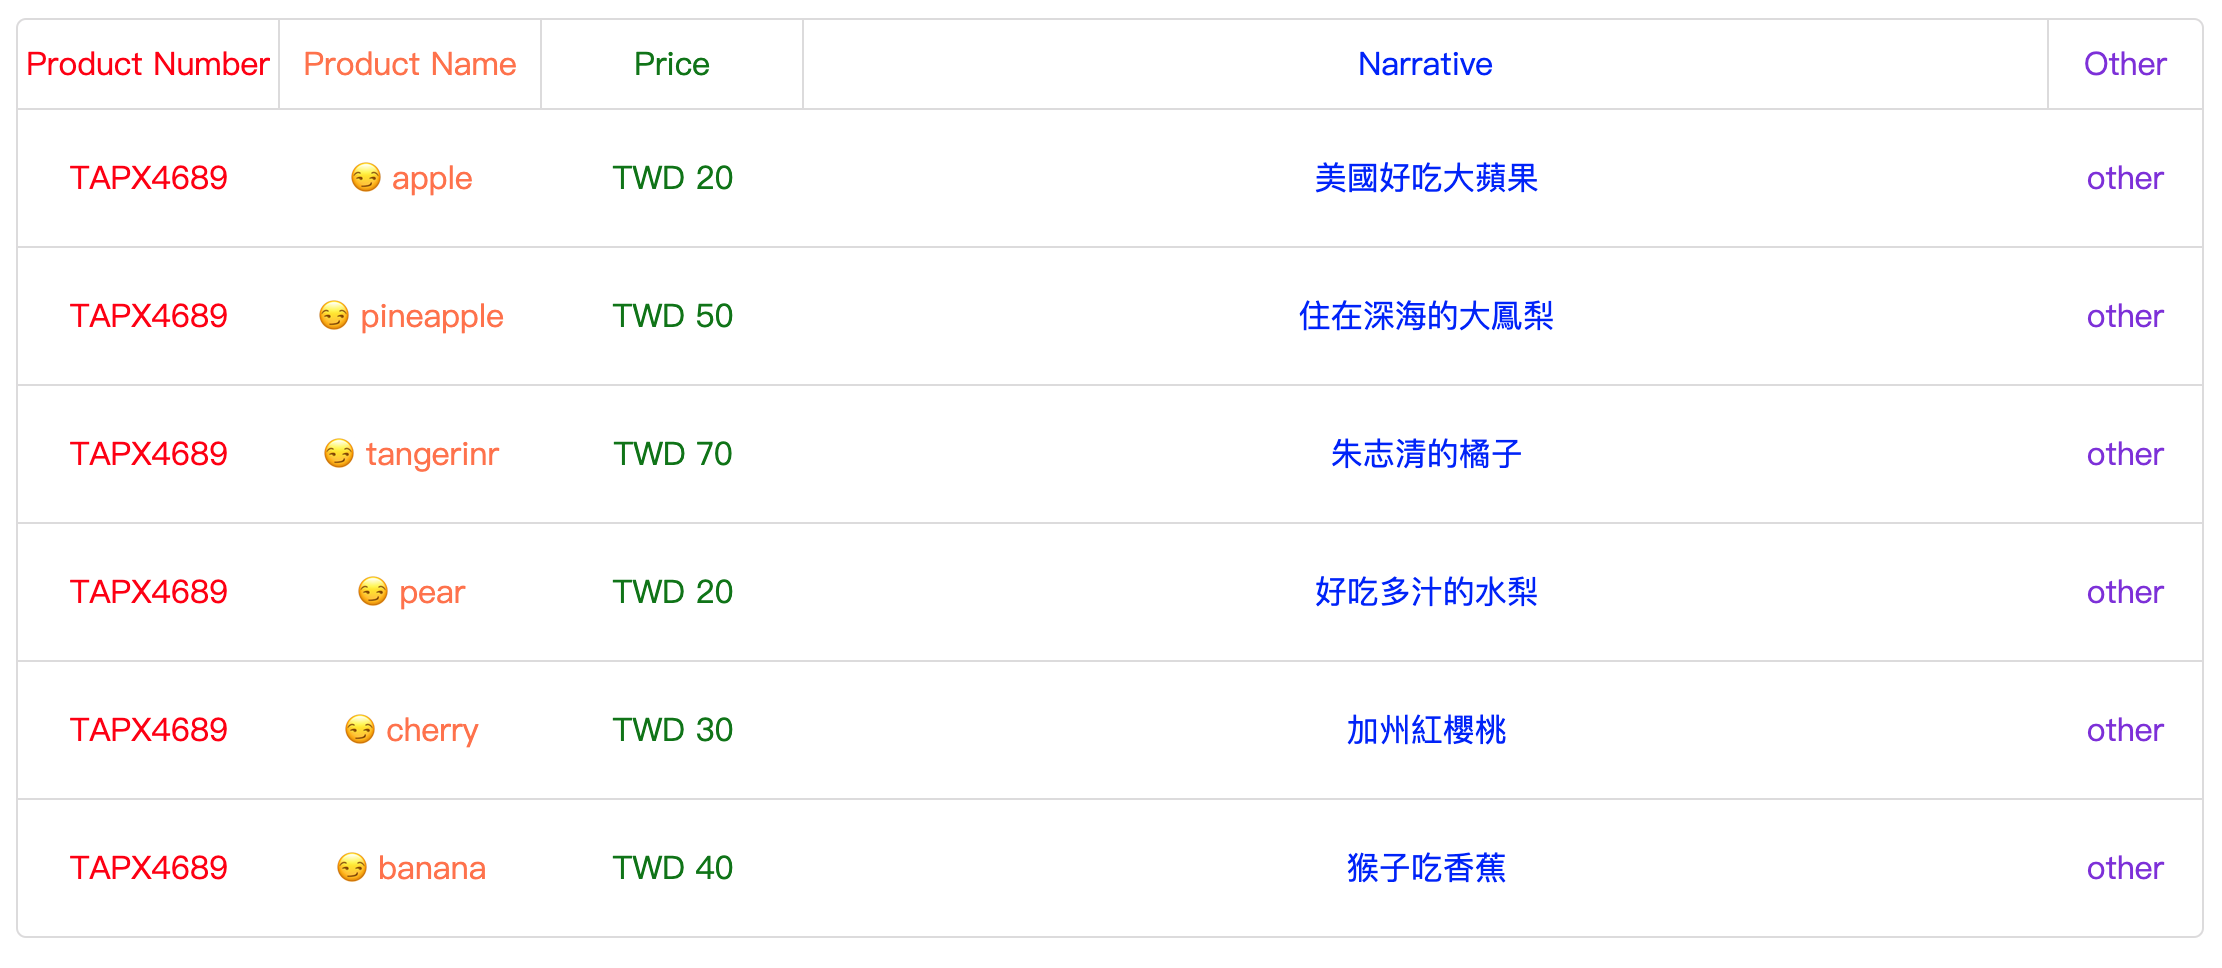 Product Number Product Name Price Narrative Other
TAPX4689 😏 apple TWD 20 美國好吃大蘋果 other
TAPX4689 😏 pineapple TWD 50 住在深海的大鳳梨 other
TAPX4689 😏 tangerinr TWD 70 朱志清的橘子 other
TAPX4689 😏 pear TWD 20 好吃多汁的水梨 other
TAPX4689 😏 cherry TWD 30 加州紅櫻桃 other
TAPX4689 😏 banana TWD 40 猴子吃香蕉 other